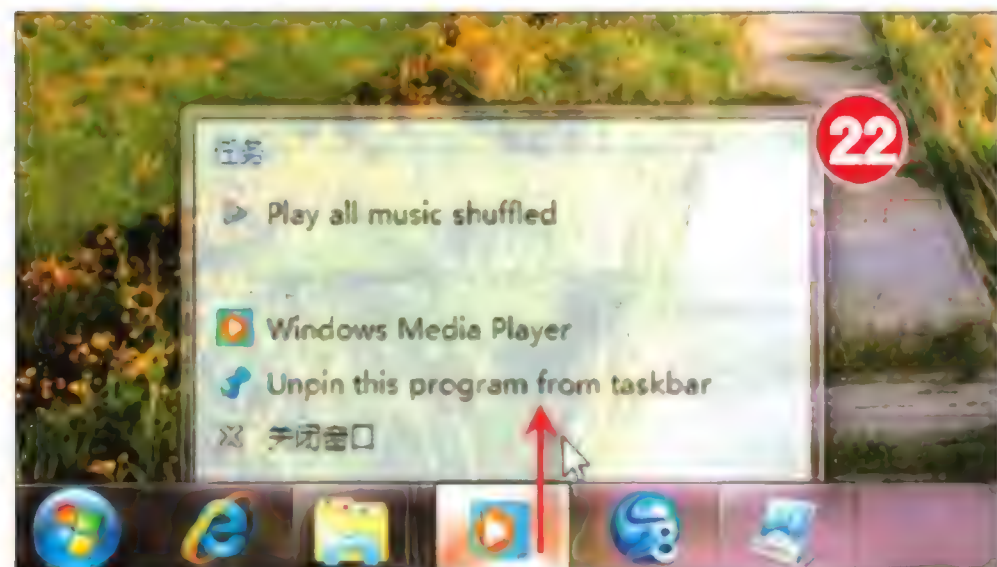 任务
22
Play all music shuffled
Windows Media Player
Unpin this program from taskbar
关闭窗口